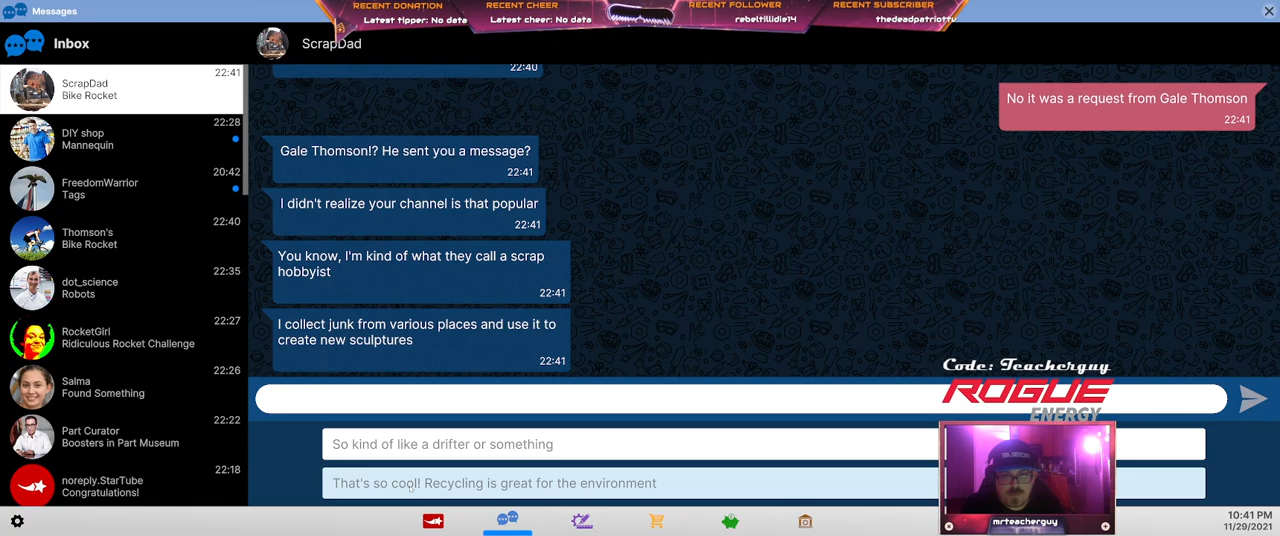 Messages
RECENT DONATION
Latest tipper: No data
RECENT CHEER
Latest cheer: No data
RECENT FOLLOWER
rebeltillidie14
RECENT SUBSCRIBER
thedeadpatriottv
Inbox
ScrapDad
ScrapDad
Bike Rocket
22:41
DIY shop
Mannequin
22:28
FreedomWarrior
Tags
20:42
Thomson's
Bike Rocket
22:40
dot_science
Robots
22:35
RocketGirl
Ridiculous Rocket Challenge
22:27
Salma
Found Something
22:26
Part Curator
Boosters in Part Museum
22:22
noreply.StarTube
Congratulations!
22:18
22:40
No it was a request from Gale Thomson
22:41
Gale Thomson!? He sent you a message?
22:41
I didn't realize your channel is that popular
22:41
You know, I'm kind of what they call a scrap
hobbyist
22:41
I collect junk from various places and use it to
create new sculptures
22:41
So kind of like a drifter or something
That's so cool! Recycling is great for the environment
Code: Teacherguy
ROGUE
ENERGY
mrteacherguy
10:41 PM
11/29/2021